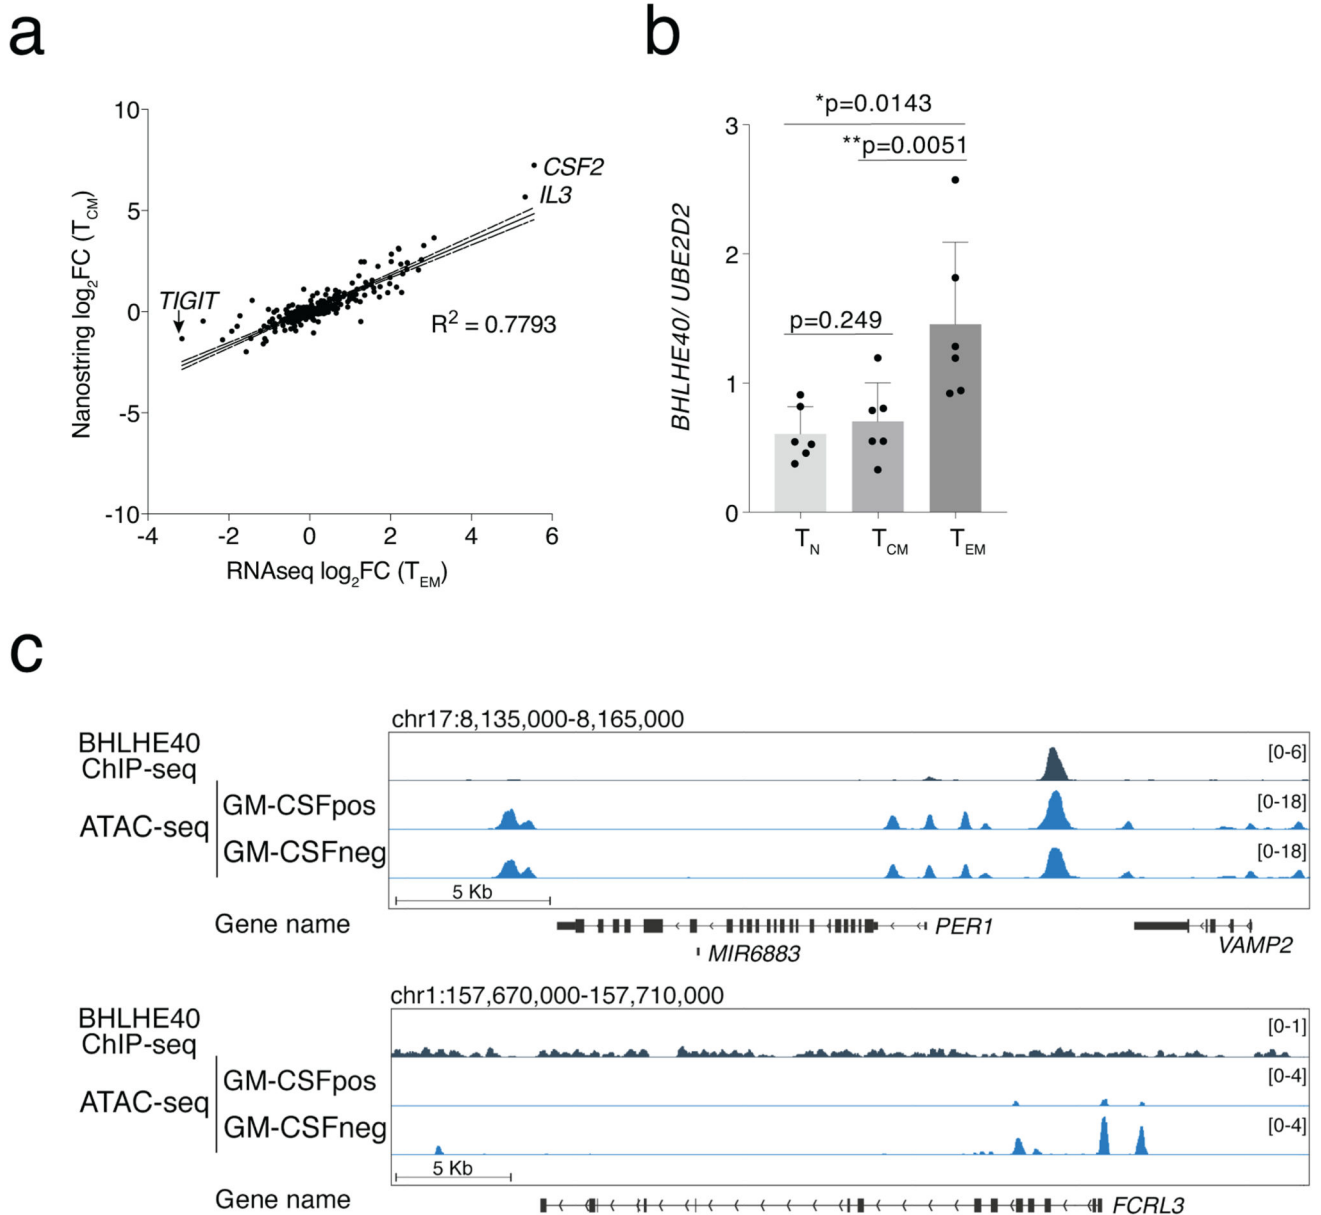 a
b
10
5
0
-5
-10
-4
-2
0
2
4
6
Nanostring log2FC (TCM)
RNAseq log2FC (TEM)
CSF2
IL3
TIGIT
R2 = 0.7793
*p=0.0143
**p=0.0051
p=0.249
3
2
1
0
BHLHE40/ UBE2D2
TN
TCM
TEM
c
chr17:8,135,000-8,165,000
BHLHE40
ChIP-seq
[0-6]
ATAC-seq
GM-CSFpos
[0-18]
GM-CSFneg
[0-18]
5 Kb
Gene name
PER1
MIR6883
VAMP2
chr1:157,670,000-157,710,000
BHLHE40
ChIP-seq
[0-1]
ATAC-seq
GM-CSFpos
[0-4]
GM-CSFneg
[0-4]
5 Kb
Gene name
FCRL3